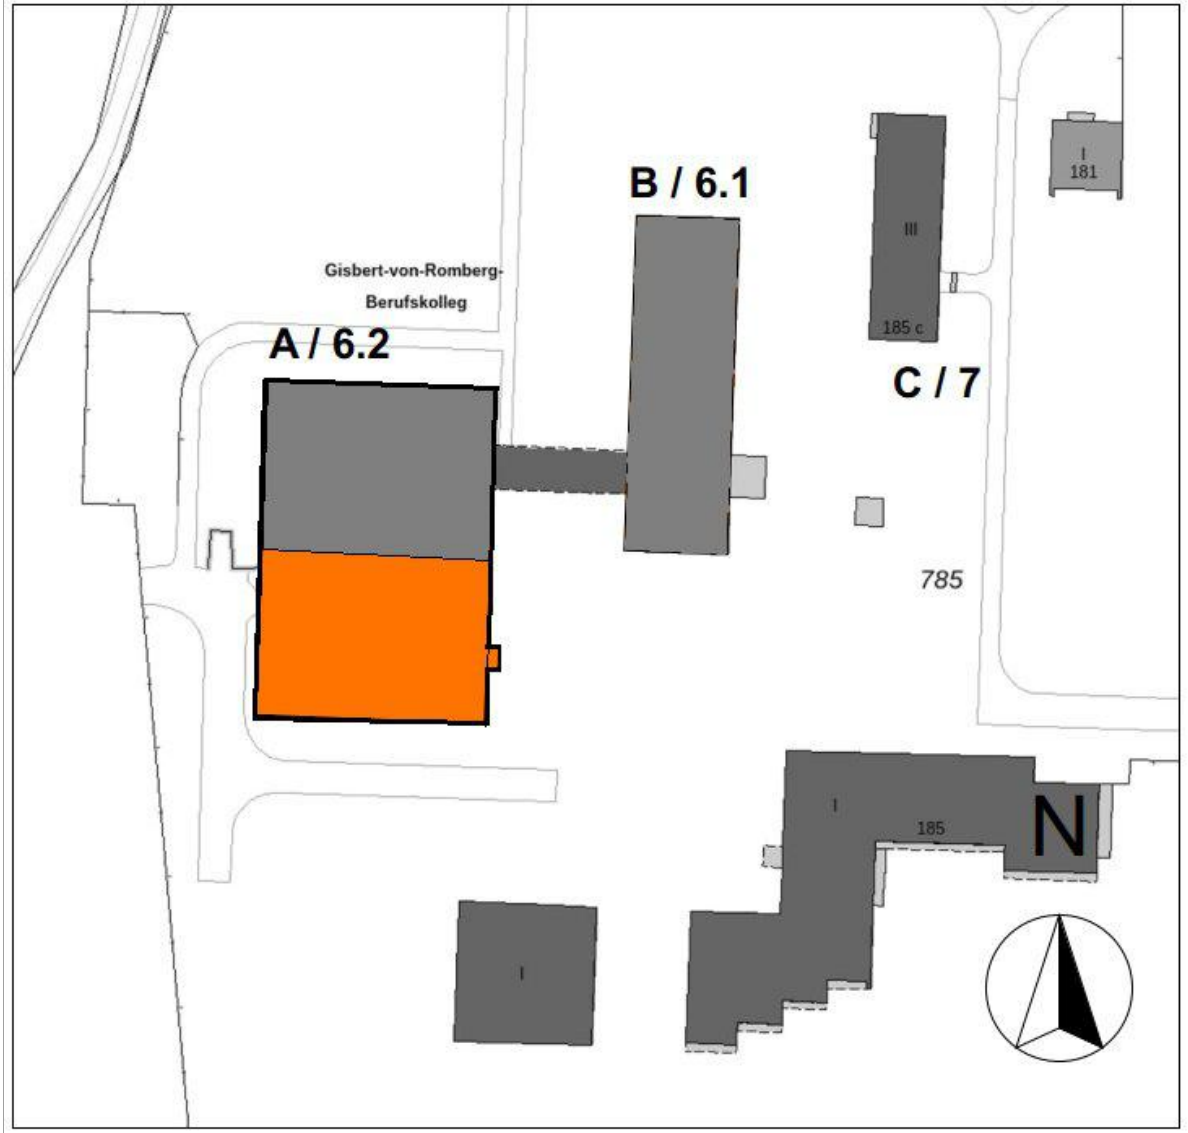 I
181
B / 6.1
III
Gisbert-von-Romberg-
Berufskolleg
185 c
A / 6.2
C / 7
785
I
185
N
I